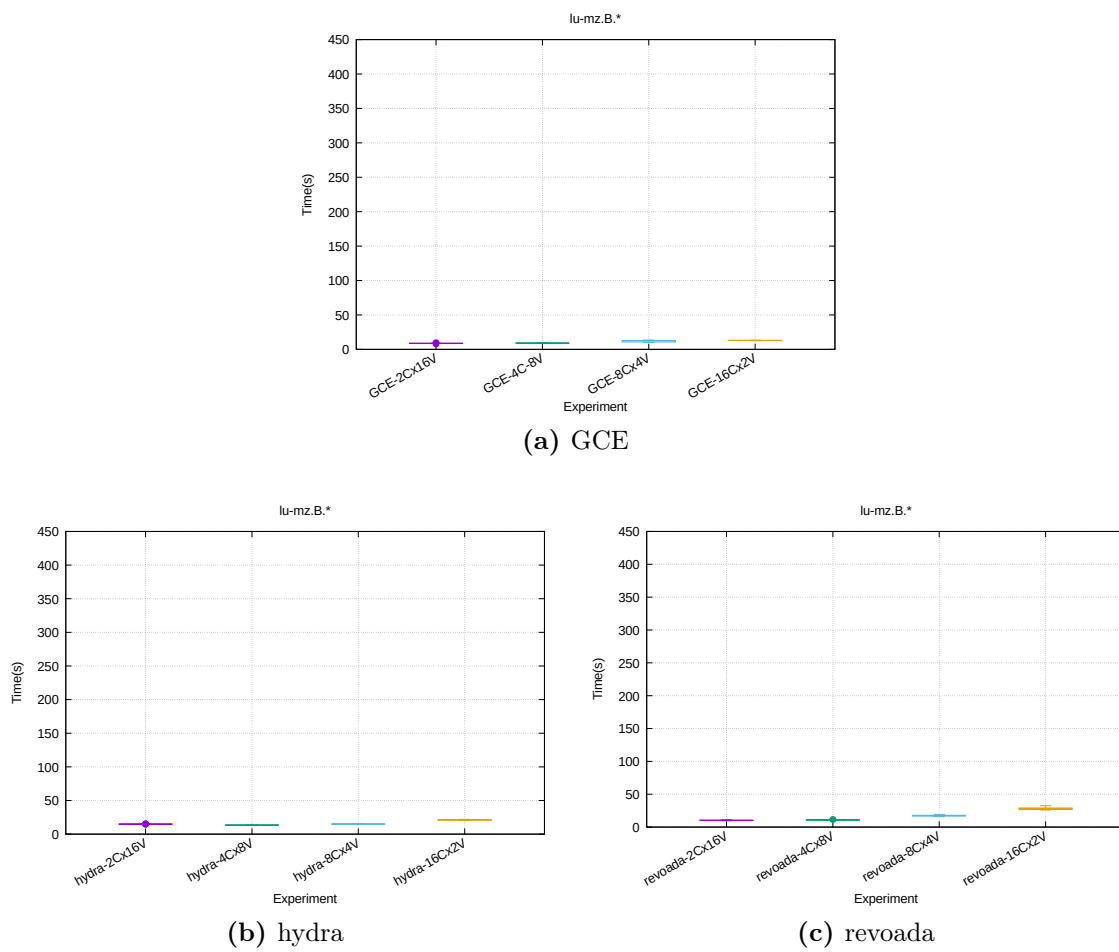 lu-mz.B.*
450
400
350
300
250
200
150
100
50
0
Time(s)
GCE-2Cx16V
GCE-4C-8V
GCE-8Cx4V
GCE-16Cx2V
Experiment
(a) GCE
lu-mz.B.*
450
400
350
300
250
200
150
100
50
0
Time(s)
hydra-2Cx16V
hydra-4Cx8V
hydra-8Cx4V
hydra-16Cx2V
Experiment
(b) hydra
lu-mz.B.*
450
400
350
300
250
200
150
100
50
0
Time(s)
revoada-2Cx16V
revoada-4Cx8V
revoada-8Cx4V
revoada-16Cx2V
Experiment
(c) revoada